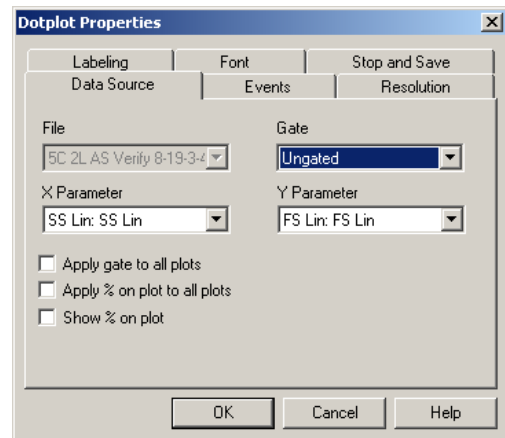 Dotplot Properties
Labeling Font Stop and Save
Data Source Events Resolution
File Gate
5C 2L AS Verify 8-19-3-4 Ungated
X Parameter Y Parameter
SS Lin: SS Lin FS Lin: FS Lin
Apply gate to all plots
Apply % on plot to all plots
Show % on plot
OK Cancel Help